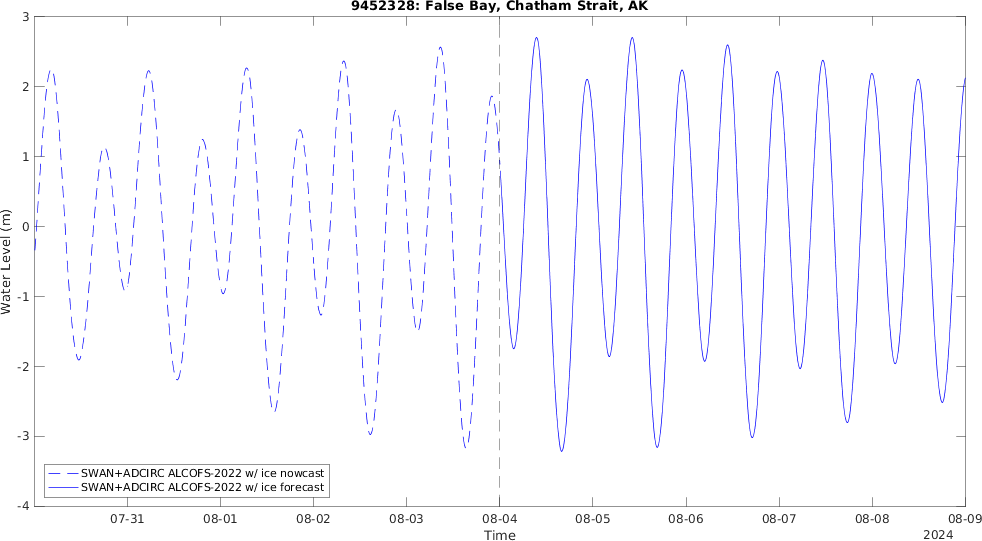 9452328: False Bay, Chatham Strait, AK
3
2
1
0
-1
-2
-3
-4
Water Level (m)
SWAN+ADCIRC ALCOFS-2022 w/ ice nowcast
SWAN+ADCIRC ALCOFS-2022 w/ ice forecast
07-31 08-01 08-02 08-03 08-04 08-05 08-06 08-07 08-08 08-09
Time
2024